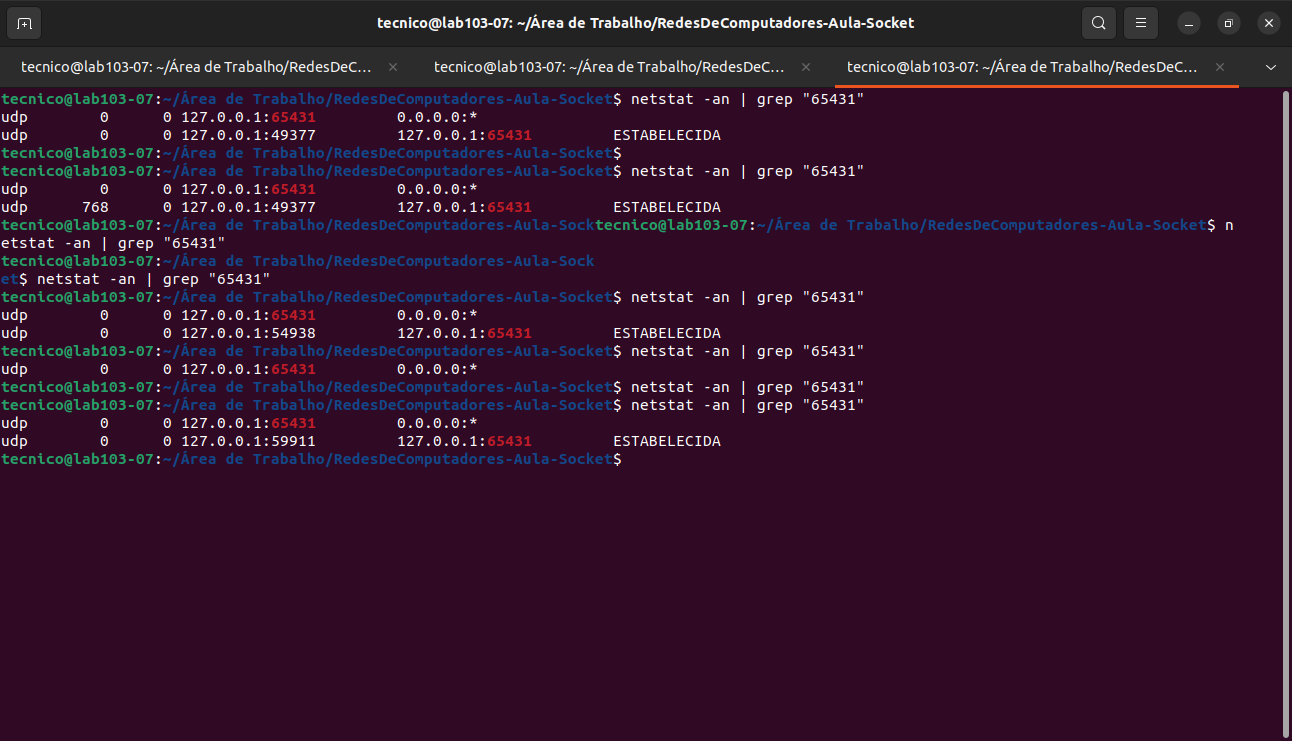 tecnico@lab103-07: ~/Área de Trabalho/RedesDeComputadores-Aula-Socket
tecnico@lab103-07: ~/Área de Trabalho/RedesDeC... × tecnico@lab103-07: ~/Área de Trabalho/RedesDeC... × tecnico@lab103-07: ~/Área de Trabalho/RedesDeC... ×
tecnico@lab103-07:~/Área de Trabalho/RedesDeComputadores-Aula-Socket$ netstat -an | grep "65431"
udp        0      0 127.0.0.1:65431         0.0.0.0:*
udp        0      0 127.0.0.1:49377         127.0.0.1:65431         ESTABELECIDA
tecnico@lab103-07:~/Área de Trabalho/RedesDeComputadores-Aula-Socket$
tecnico@lab103-07:~/Área de Trabalho/RedesDeComputadores-Aula-Socket$ netstat -an | grep "65431"
udp        0      0 127.0.0.1:65431         0.0.0.0:*
udp      768      0 127.0.0.1:49377         127.0.0.1:65431         ESTABELECIDA
tecnico@lab103-07:~/Área de Trabalho/RedesDeComputadores-Aula-Socktecnico@lab103-07:~/Área de Trabalho/RedesDeComputadores-Aula-Socket$ n
etstat -an | grep "65431"
tecnico@lab103-07:~/Área de Trabalho/RedesDeComputadores-Aula-Sock
et$ netstat -an | grep "65431"
tecnico@lab103-07:~/Área de Trabalho/RedesDeComputadores-Aula-Socket$ netstat -an | grep "65431"
udp        0      0 127.0.0.1:65431         0.0.0.0:*
udp        0      0 127.0.0.1:54938         127.0.0.1:65431         ESTABELECIDA
tecnico@lab103-07:~/Área de Trabalho/RedesDeComputadores-Aula-Socket$ netstat -an | grep "65431"
udp        0      0 127.0.0.1:65431         0.0.0.0:*
tecnico@lab103-07:~/Área de Trabalho/RedesDeComputadores-Aula-Socket$ netstat -an | grep "65431"
tecnico@lab103-07:~/Área de Trabalho/RedesDeComputadores-Aula-Socket$ netstat -an | grep "65431"
udp        0      0 127.0.0.1:65431         0.0.0.0:*
udp        0      0 127.0.0.1:59911         127.0.0.1:65431         ESTABELECIDA
tecnico@lab103-07:~/Área de Trabalho/RedesDeComputadores-Aula-Socket$